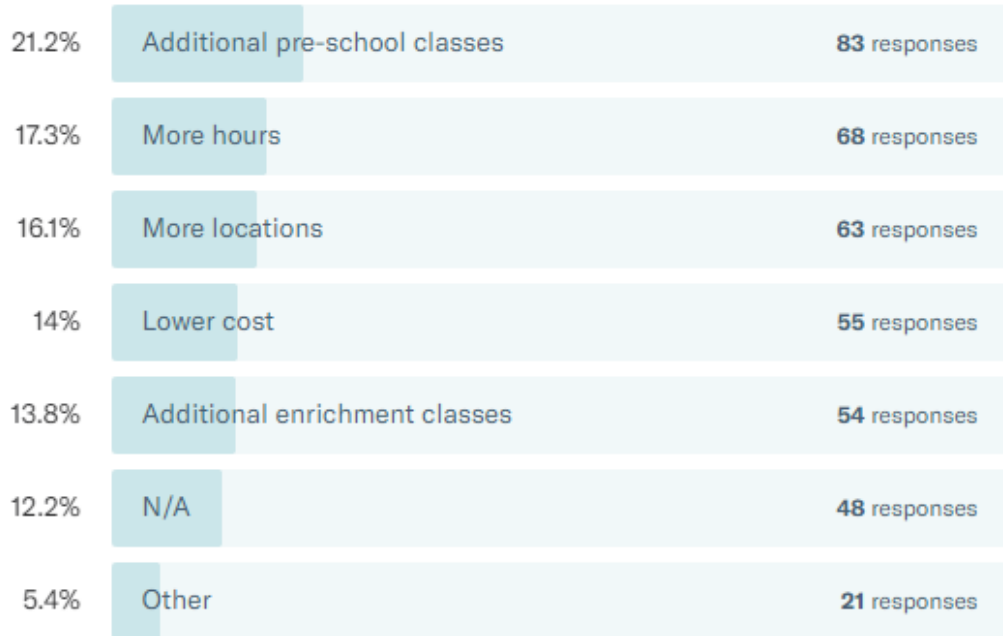 21.2% Additional pre-school classes 83 responses
17.3% More hours 68 responses
16.1% More locations 63 responses
14% Lower cost 55 responses
13.8% Additional enrichment classes 54 responses
12.2% N/A 48 responses
5.4% Other 21 responses